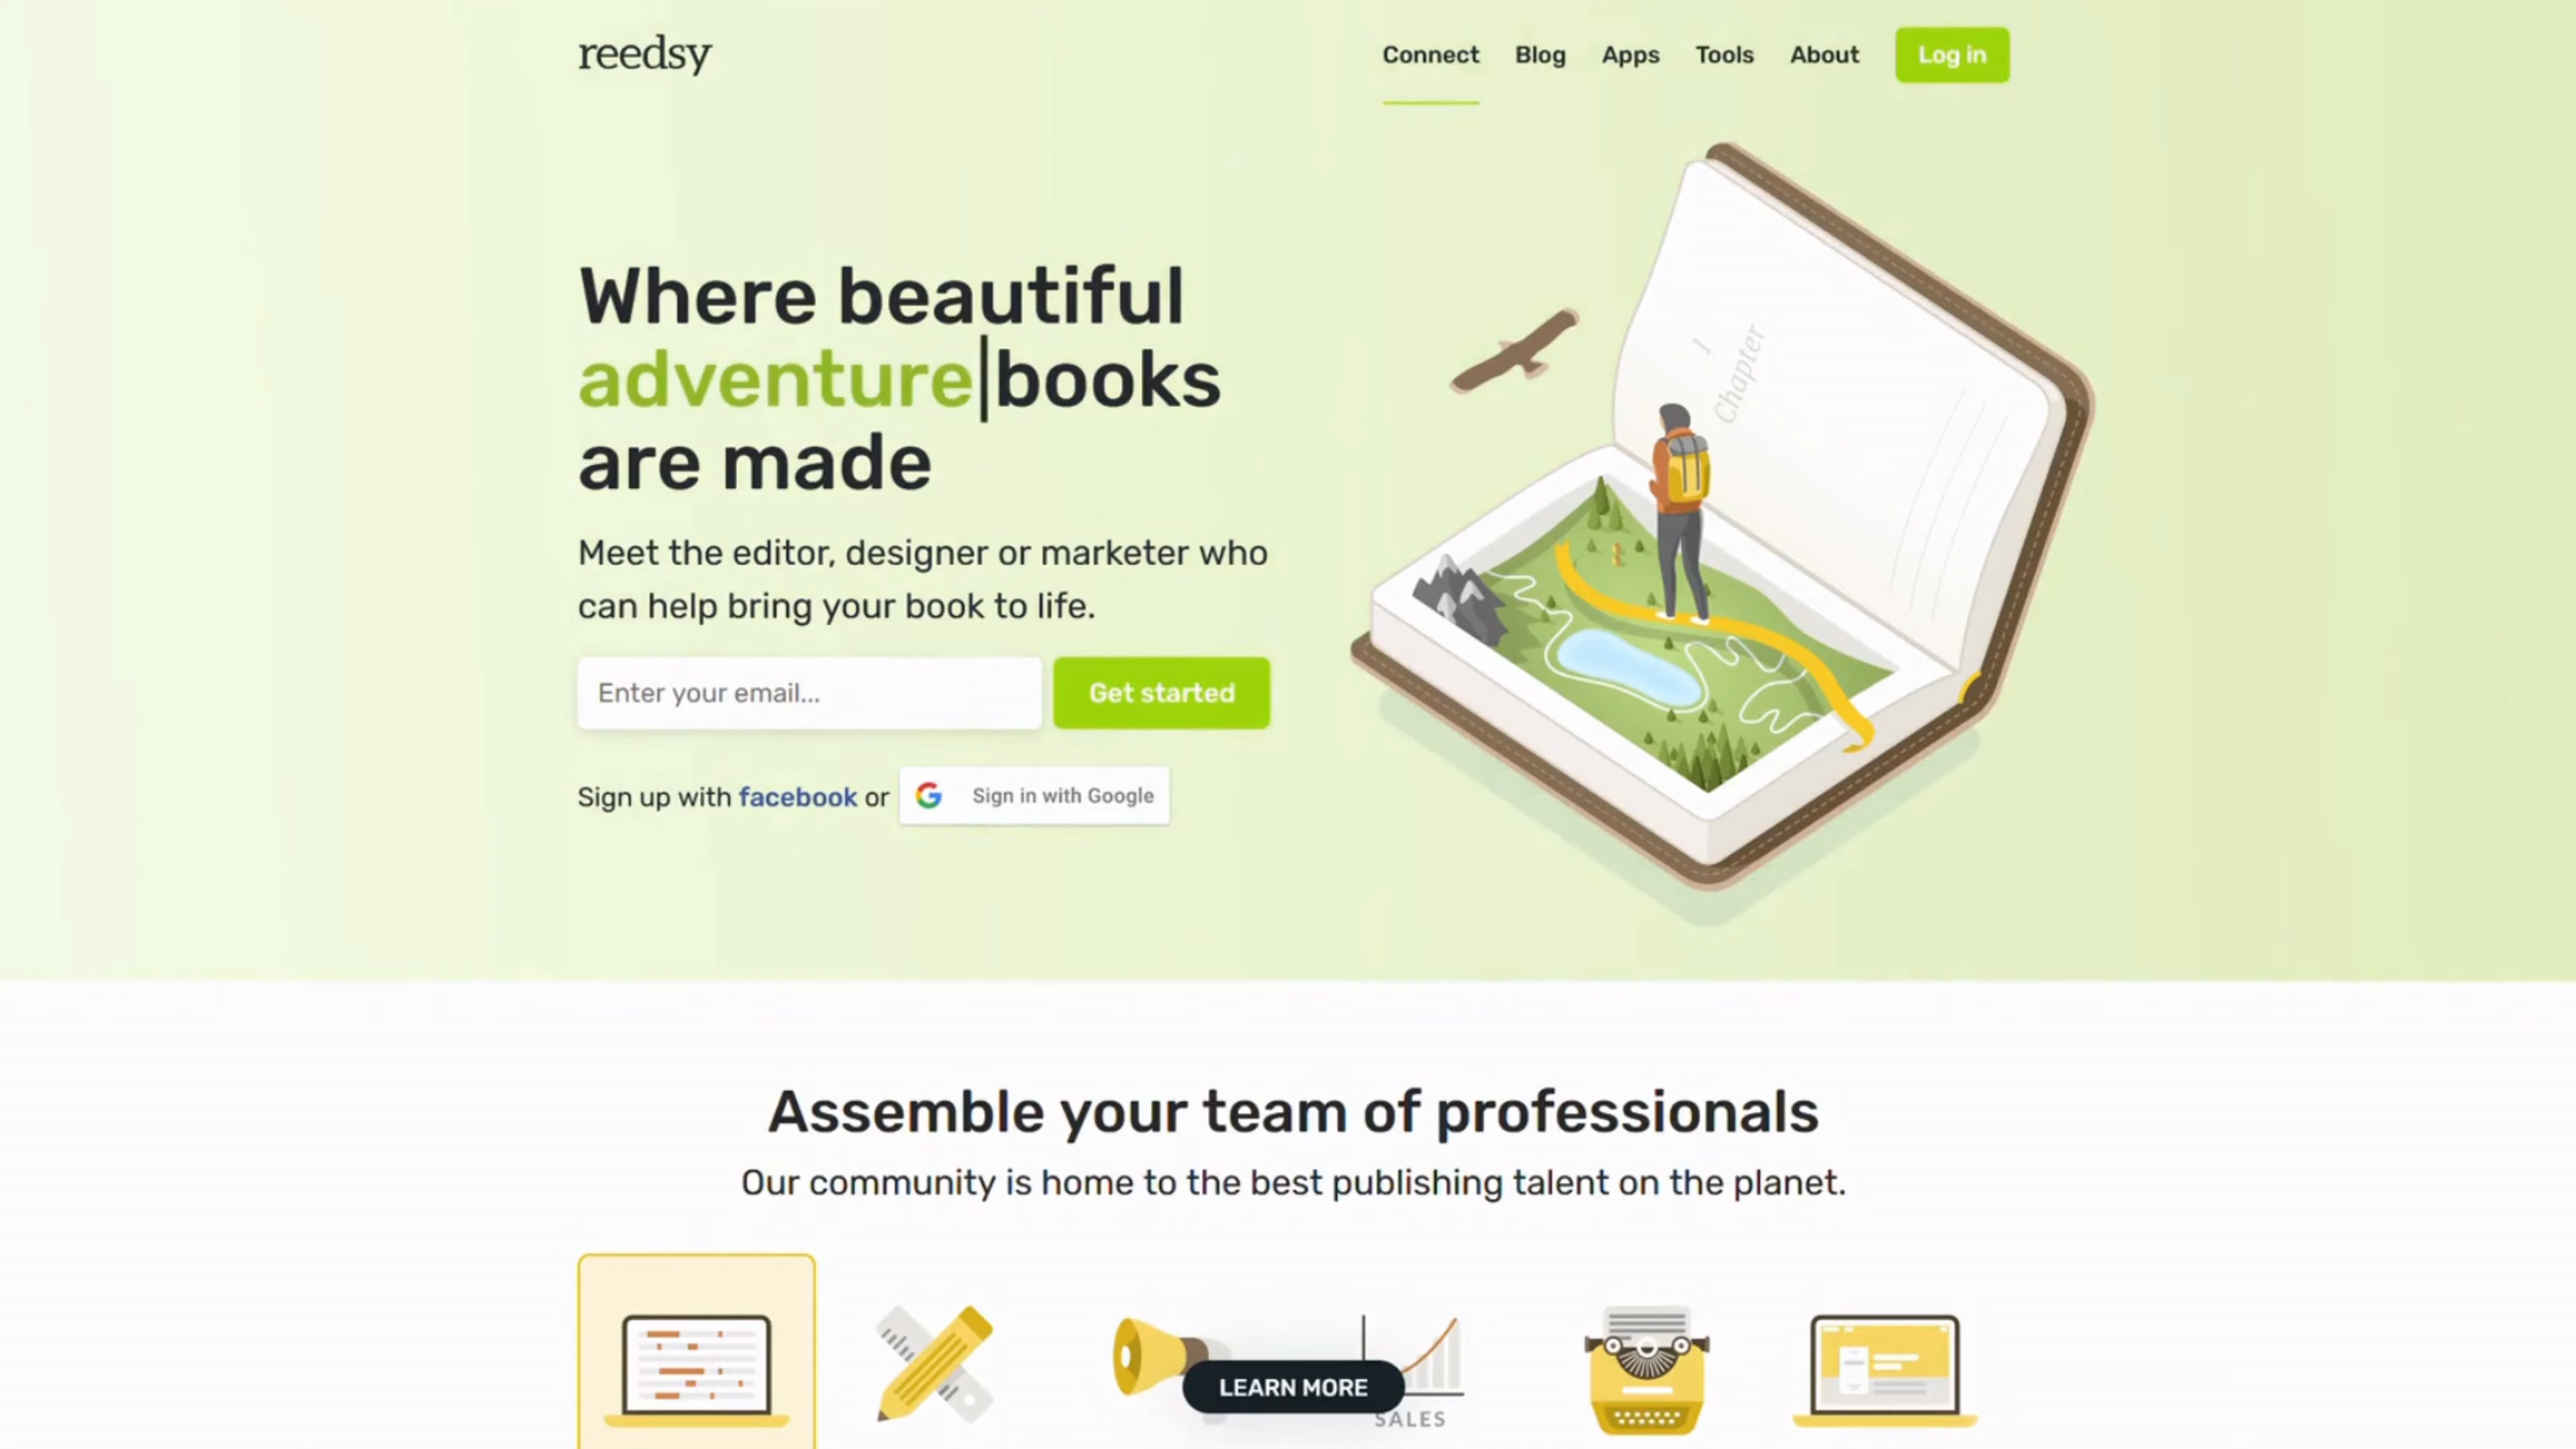 reedsy
Connect Blog Apps Tools About Log in
Where beautiful
adventure books
are made
Meet the editor, designer or marketer who
can help bring your book to life.
Enter your email...
Get started
Sign up with facebook or
Sign in with Google
1
Chapter
Assemble your team of professionals
Our community is home to the best publishing talent on the planet.
LEARN MORE
SALES